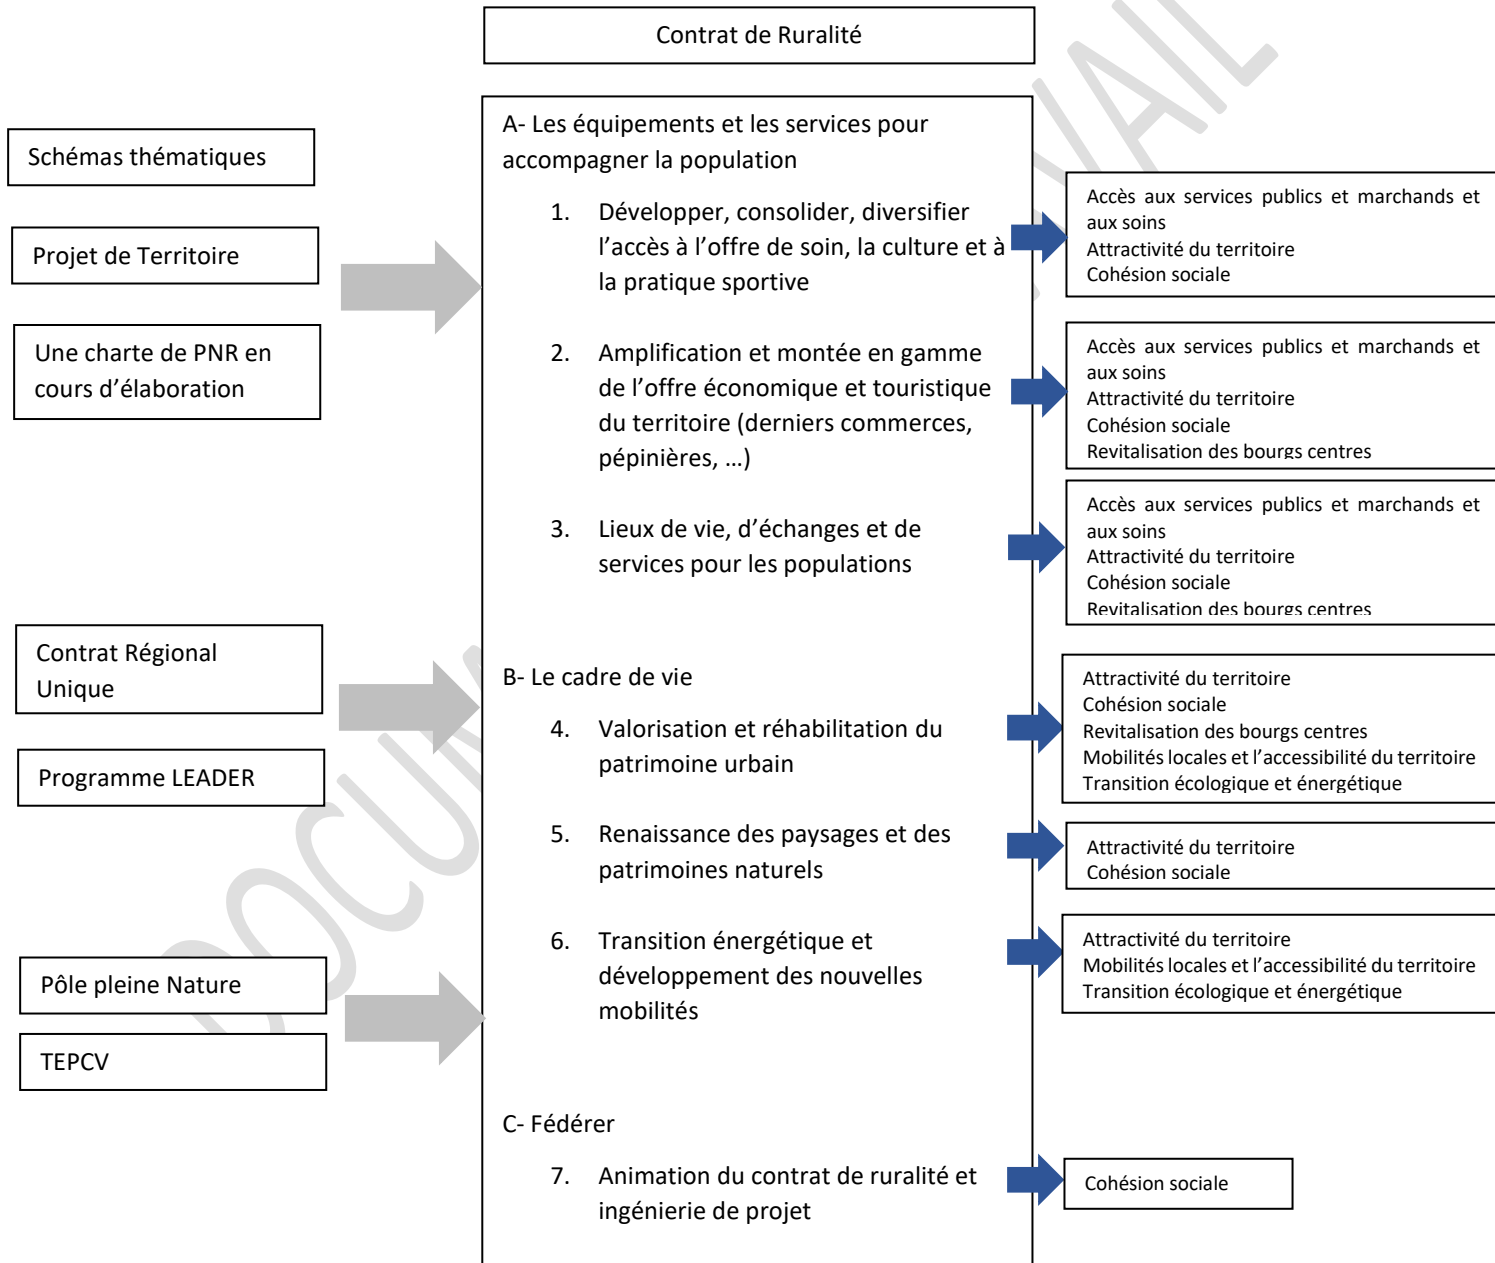 Contrat de Ruralité
Schémas thématiques
Projet de Territoire
Une charte de PNR en
cours d’élaboration
Contrat Régional
Unique
Programme LEADER
Pôle pleine Nature
TEPCV
A- Les équipements et les services pour
accompagner la population
1. Développer, consolider, diversifier
l’accès à l’offre de soin, la culture et à
la pratique sportive
2. Amplification et montée en gamme
de l’offre économique et touristique
du territoire (derniers commerces,
pépinières, …)
3. Lieux de vie, d’échanges et de
services pour les populations
B- Le cadre de vie
4. Valorisation et réhabilitation du
patrimoine urbain
5. Renaissance des paysages et des
patrimoines naturels
6. Transition énergétique et
développement des nouvelles
mobilités
C- Fédérer
7. Animation du contrat de ruralité et
ingénierie de projet
Accès aux services publics et marchands et
aux soins
Attractivité du territoire
Cohésion sociale
Accès aux services publics et marchands et
aux soins
Attractivité du territoire
Cohésion sociale
Revitalisation des bourgs centres
Accès aux services publics et marchands et
aux soins
Attractivité du territoire
Cohésion sociale
Revitalisation des bourgs centres
Attractivité du territoire
Cohésion sociale
Revitalisation des bourgs centres
Mobilités locales et l’accessibilité du territoire
Transition écologique et énergétique
Attractivité du territoire
Cohésion sociale
Attractivité du territoire
Mobilités locales et l’accessibilité du territoire
Transition écologique et énergétique
Cohésion sociale